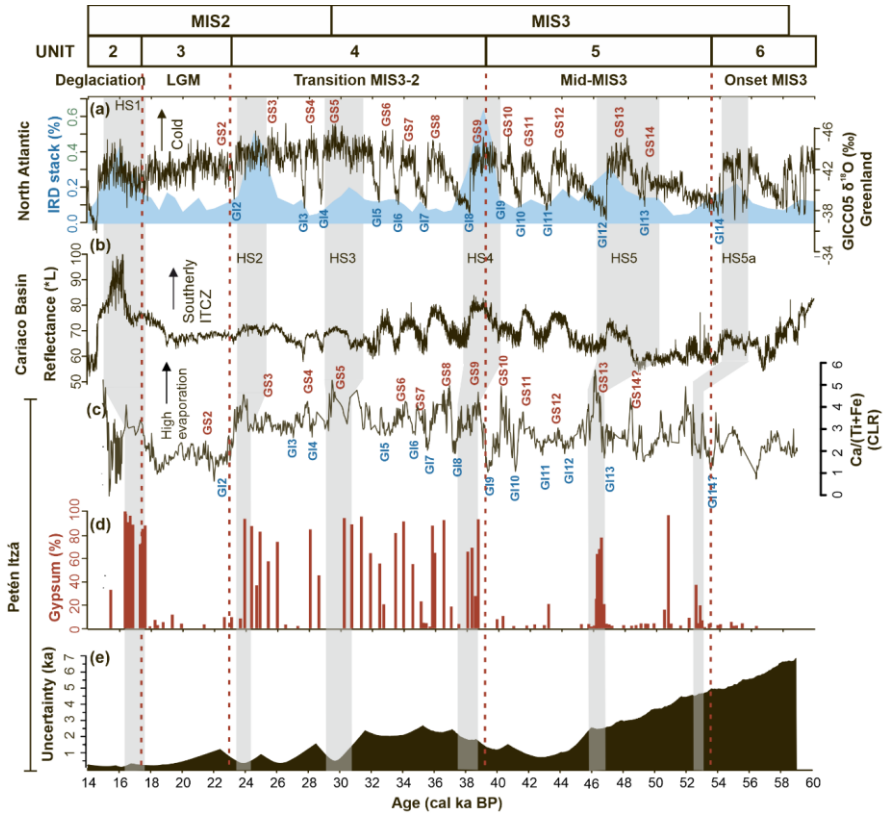 MIS2 MIS3
UNIT 2 3 4 5 6
Deglaciation LGM Transition MIS3-2 Mid-MIS3 Onset MIS3
(a)
HS1
Cold
GS2 GS3 GS4 GS5 GS6 GS7 GS8 GS9 GS10 GS11 GS12 GS13 GS14
GI2 GI3 GI4 GI5 GI6 GI7 GI8 GI9 GI10 GI11 GI12 GI13 GI14
North Atlantic
IRD stack (%)
0.6
0.4
0.2
0.0
-46
-42
-38
-34
GICC05 δ18O (‰)
Greenland
(b)
HS2 HS3 HS4 HS5 HS5a
Southerly
ITCZ
Cariaco Basin
Reflectance (*L)
100
90
80
70
60
50
(c)
High
evaporation
GS2 GS3 GS4 GS5 GS6 GS7 GS8 GS9 GS10 GS11 GS12 GS13 GS14?
GI2 GI3 GI4 GI5 GI6 GI7 GI8 GI9 GI10 GI11 GI12 GI13 GI14?
6
5
4
3
2
1
0
Ca/(Ti+Fe)
(CLR)
Petén Itzá
(d)
Gypsum (%)
100
80
60
40
20
0
(e)
Uncertainty (ka)
7
6
5
4
3
2
1
14 16 18 20 22 24 26 28 30 32 34 36 38 40 42 44 46 48 50 52 54 56 58 60
Age (cal ka BP)